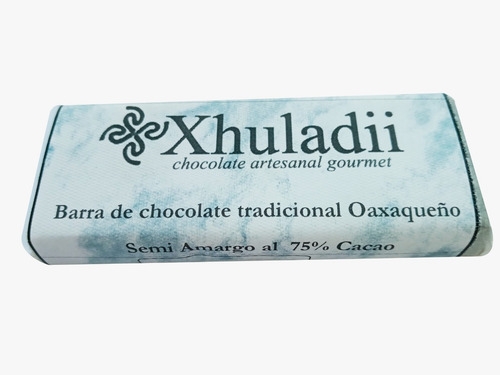 Xhuladii
chocolate artesanal gourmet
Barra de chocolate tradicional Oaxaqueño
Semi Amargo al 75% Cacao